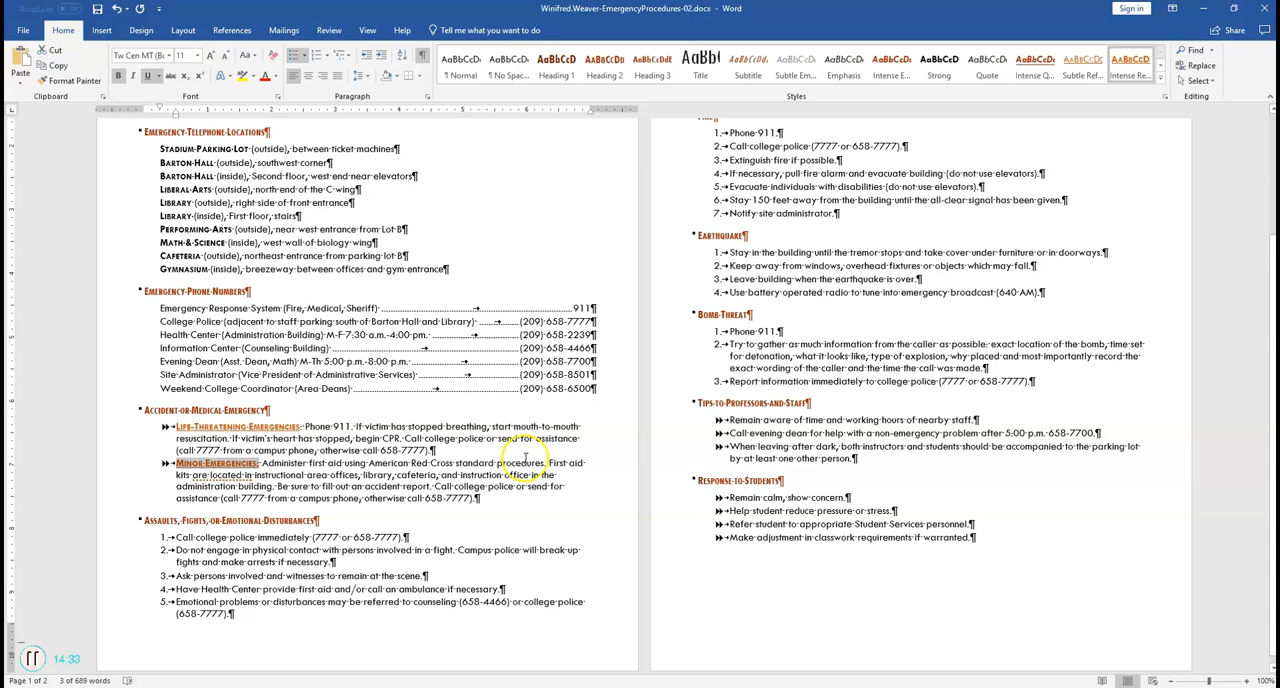 AutoSave Off
Winifred.Weaver-EmergencyProcedures-02.docx - Word
Sign in
File Home Insert Design Layout References Mailings Review View Help Tell me what you want to do
Share
Paste
Cut
Copy
Format Painter
Clipboard
Tw Cen MT (B 11
Font
Paragraph
AaBbCcDc ¶ Normal
AaBbCcDc ¶ No Spac...
AaBbCcD Heading 1
AaBbCcDd Heading 2
AaBbCcDdE Heading 3
AaBbC Title
Subtitle
Subtle Em...
Emphasis
Intense E...
Strong
Quote
Intense Q...
Subtle Ref...
Intense Re...
Styles
Find
Replace
Select
Editing
1 2 3 4 5 6 7
Emergency·Telephone·Locations¶
Stadium·Parking·Lot·(outside),·between·ticket·machines¶
Barton·Hall·(outside),·southwest·corner¶
Barton·Hall·(inside),·Second·floor,·west·end·near·elevators¶
Liberal·Arts·(outside),·north·end·of·the·C·wing¶
Library·(outside),·right·side·of·front·entrance¶
Library·(inside),·First·floor,·stairs¶
Performing·Arts·(outside),·near·west·entrance·from·Lot·B¶
Math·&·Science·(inside),·west·wall·of·biology·wing¶
Cafeteria·(outside),·northeast·entrance·from·parking·lot·B¶
Gymnasium·(inside),·breezeway·between·offices·and·gym·entrance¶
Emergency·Phone·Numbers¶
Emergency·Response·System·(Fire,·Medical,·Sheriff)· → 911¶
College·Police·(adjacent·to·staff·parking·south·of·Barton·Hall·and·Library)· → (209)·658-7777¶
Health·Center·(Administration·Building)·M-F·7:30·a.m.-4:00·pm.· → (209)·658-2239¶
Information·Center·(Counseling·Building)· → (209)·658-4466¶
Evening·Dean·(Asst.·Dean,·Math)·M-Th·5:00·p.m.-8:00·p.m.· → (209)·658-7700¶
Site·Administrator·(Vice·President·of·Administrative·Services)· → (209)·658-8501¶
Weekend·College·Coordinator·(Area·Deans)· → (209)·658-6500¶
Accident·or·Medical·Emergency¶
Life-Threatening·Emergencies:·Phone·911.·If·victim·has·stopped·breathing,·start·mouth-to-mouth·
resuscitation.·If·victim's·heart·has·stopped,·begin·CPR.·Call·college·police·or·send·for·assistance·
(call·7777·from·a·campus·phone,·otherwise·call·658-7777).¶
Minor·Emergencies:·Administer·first·aid·using·American·Red·Cross·standard·procedures.·First·aid·
kits·are·located·in·instructional·area·offices,·library,·cafeteria,·and·instruction·office·in·the·
administration·building.·Be·sure·to·fill·out·an·accident·report.·Call·college·police·or·send·for·
assistance·(call·7777·from·a·campus·phone,·otherwise·call·658-7777).¶
Assaults,·Fights,·or·Emotional·Disturbances¶
1.→Call·college·police·immediately·(7777·or·658-7777).¶
2.→Do·not·engage·in·physical·contact·with·persons·involved·in·a·fight.·Campus·police·will·break·up·
fights·and·make·arrests·if·necessary.¶
3.→Ask·persons·involved·and·witnesses·to·remain·at·the·scene.¶
4.→Have·Health·Center·provide·first·aid·and/or·call·an·ambulance·if·necessary.¶
5.→Emotional·problems·or·disturbances·may·be·referred·to·counseling·(658-4466)·or·college·police·
(658-7777).¶
1.→Phone·911.¶
2.→Call·college·police·(7777·or·658-7777).¶
3.→Extinguish·fire·if·possible.¶
4.→If·necessary,·pull·fire·alarm·and·evacuate·building·(do·not·use·elevators).¶
5.→Evacuate·individuals·with·disabilities·(do·not·use·elevators).¶
6.→Stay·150·feet·away·from·the·building·until·the·all-clear·signal·has·been·given.¶
7.→Notify·site·administrator.¶
Earthquake¶
1.→Stay·in·the·building·until·the·tremor·stops·and·take·cover·under·furniture·or·in·doorways.¶
2.→Keep·away·from·windows,·overhead·fixtures·or·objects·which·may·fall.¶
3.→Leave·building·when·the·earthquake·is·over.¶
4.→Use·battery·operated·radio·to·tune·into·emergency·broadcast·(640·AM).¶
Bomb·Threat¶
1.→Phone·911.¶
2.→Try·to·gather·as·much·information·from·the·caller·as·possible:·exact·location·of·the·bomb,·time·set·
for·detonation,·what·it·looks·like,·type·of·explosion,·why·placed·and·most·importantly·record·the·
exact·wording·of·the·caller·and·the·time·the·call·was·made.¶
3.→Report·information·immediately·to·college·police·(7777·or·658-7777).¶
Tips·to·Professors·and·Staff¶
Remain·aware·of·time·and·working·hours·of·nearby·staff.¶
Call·evening·dean·for·help·with·a·non-emergency·problem·after·5:00·p.m.·658-7700.¶
When·leaving·after·dark,·both·instructors·and·students·should·be·accompanied·to·the·parking·lot·
by·at·least·one·other·person.¶
Response·to·Students¶
Remain·calm,·show·concern.¶
Help·student·reduce·pressure·or·stress.¶
Refer·student·to·appropriate·Student·Services·personnel.¶
Make·adjustment·in·classwork·requirements·if·warranted.¶
14:33
Page 1 of 2 3 of 689 words
100%